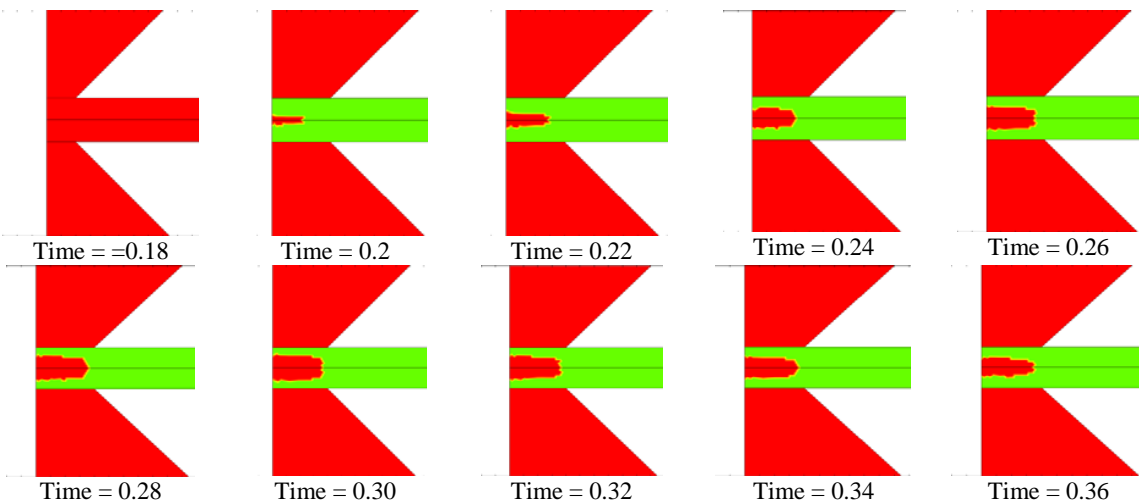 Time = =0.18
Time = 0.2
Time = 0.22
Time = 0.24
Time = 0.26
Time = 0.28
Time = 0.30
Time = 0.32
Time = 0.34
Time = 0.36